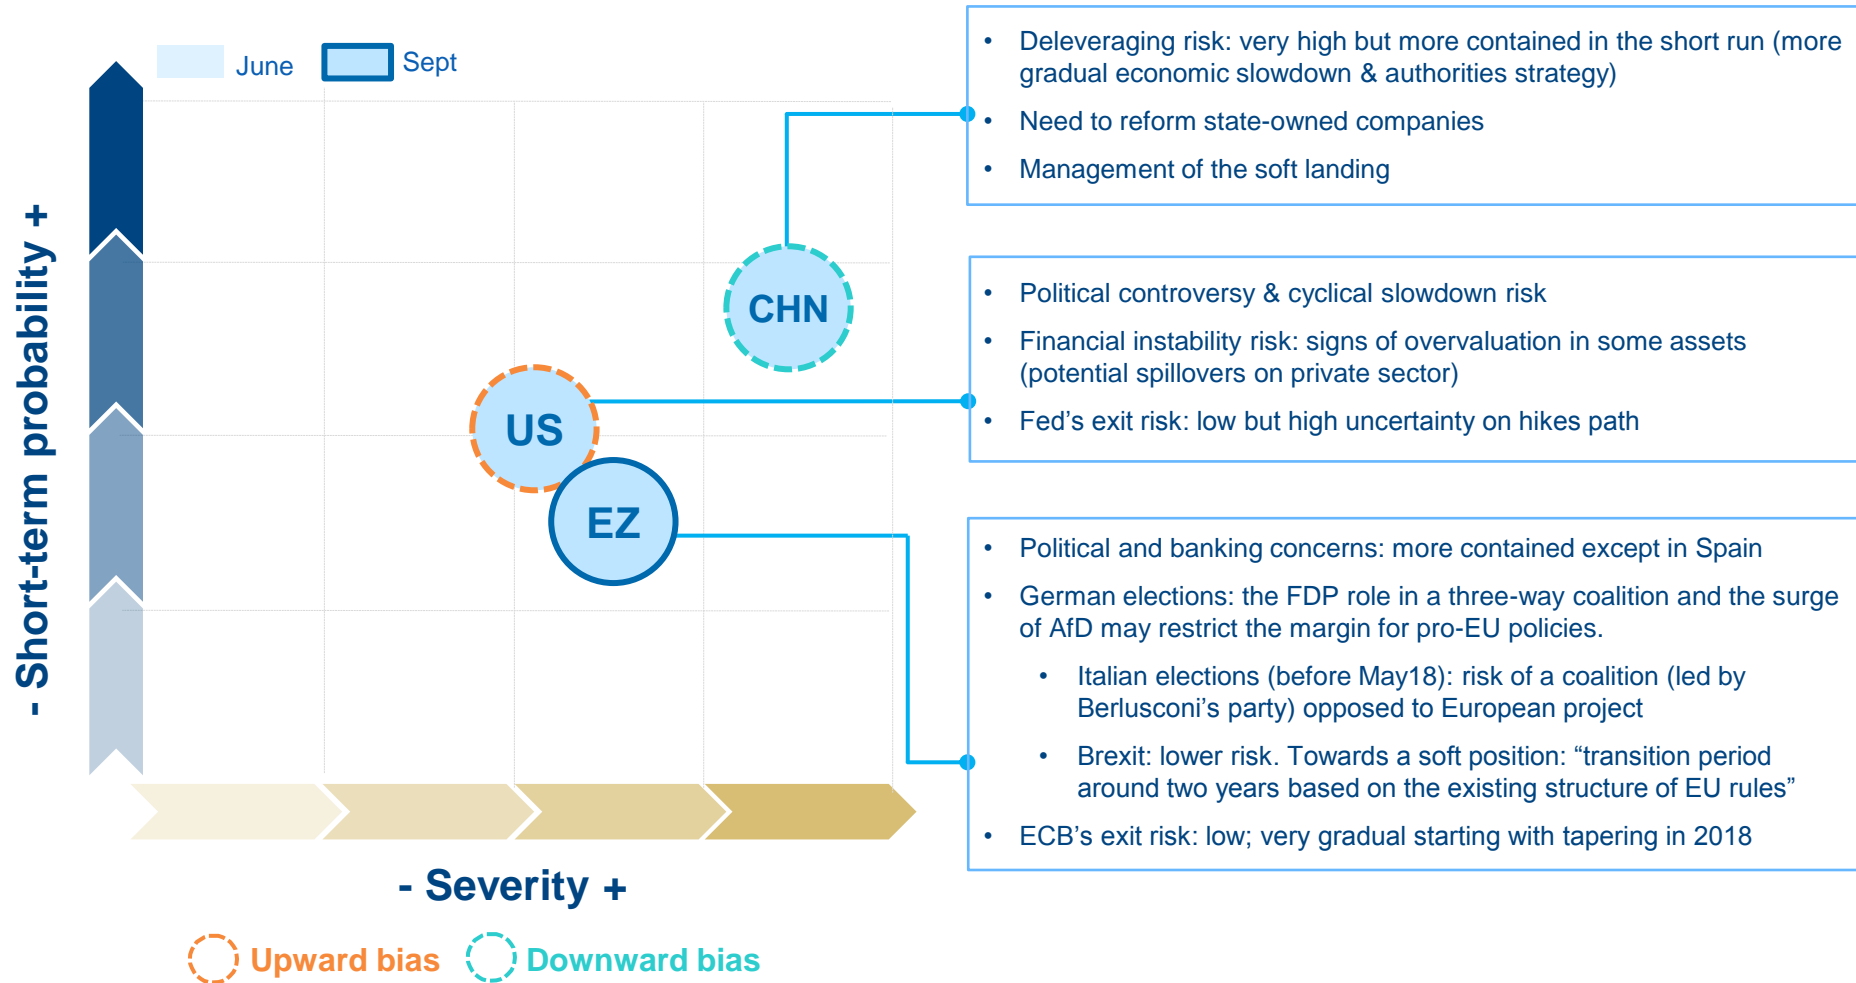 June
Sept
- Short-term probability +
CHN
US
EZ
- Severity +
Upward bias
Downward bias
• Deleveraging risk: very high but more contained in the short run (more
gradual economic slowdown & authorities strategy)
• Need to reform state-owned companies
• Management of the soft landing
• Political controversy & cyclical slowdown risk
• Financial instability risk: signs of overvaluation in some assets
(potential spillovers on private sector)
• Fed’s exit risk: low but high uncertainty on hikes path
• Political and banking concerns: more contained except in Spain
• German elections: the FDP role in a three-way coalition and the surge
of AfD may restrict the margin for pro-EU policies.
• Italian elections (before May18): risk of a coalition (led by
Berlusconi’s party) opposed to European project
• Brexit: lower risk. Towards a soft position: “transition period
around two years based on the existing structure of EU rules”
• ECB’s exit risk: low; very gradual starting with tapering in 2018